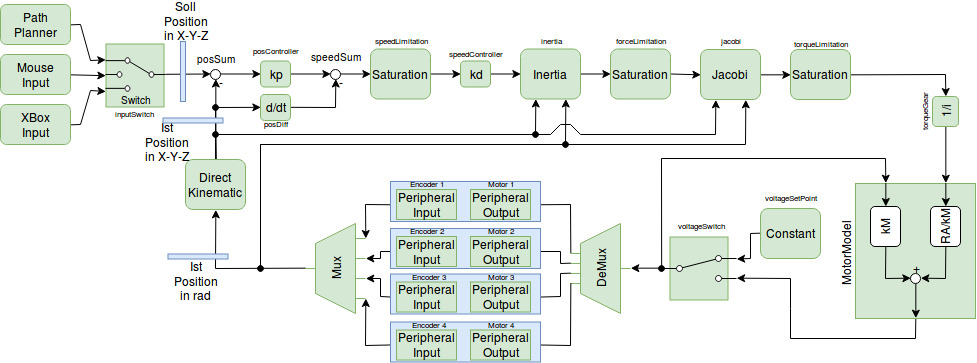 Path
Planner
Mouse
Input
XBox
Input
Switch
inputSwitch
Soll
Position
in X-Y-Z
posSum
-
posController
kp
d/dt
posDiff
speedSum
-
speedLimitation
Saturation
speedController
kd
inertia
Inertia
forceLimitation
Saturation
jacobi
Jacobi
torqueLimitation
Saturation
torqueGear
1/i
Ist
Position
in X-Y-Z
Direct
Kinematic
Ist
Position
in rad
Mux
Encoder 1
Peripheral
Input
Motor 1
Peripheral
Output
Encoder 2
Peripheral
Input
Motor 2
Peripheral
Output
Encoder 3
Peripheral
Input
Motor 3
Peripheral
Output
Encoder 4
Peripheral
Input
Motor 4
Peripheral
Output
DeMux
voltageSwitch
voltageSetPoint
Constant
MotorModel
kM
RA/kM
+